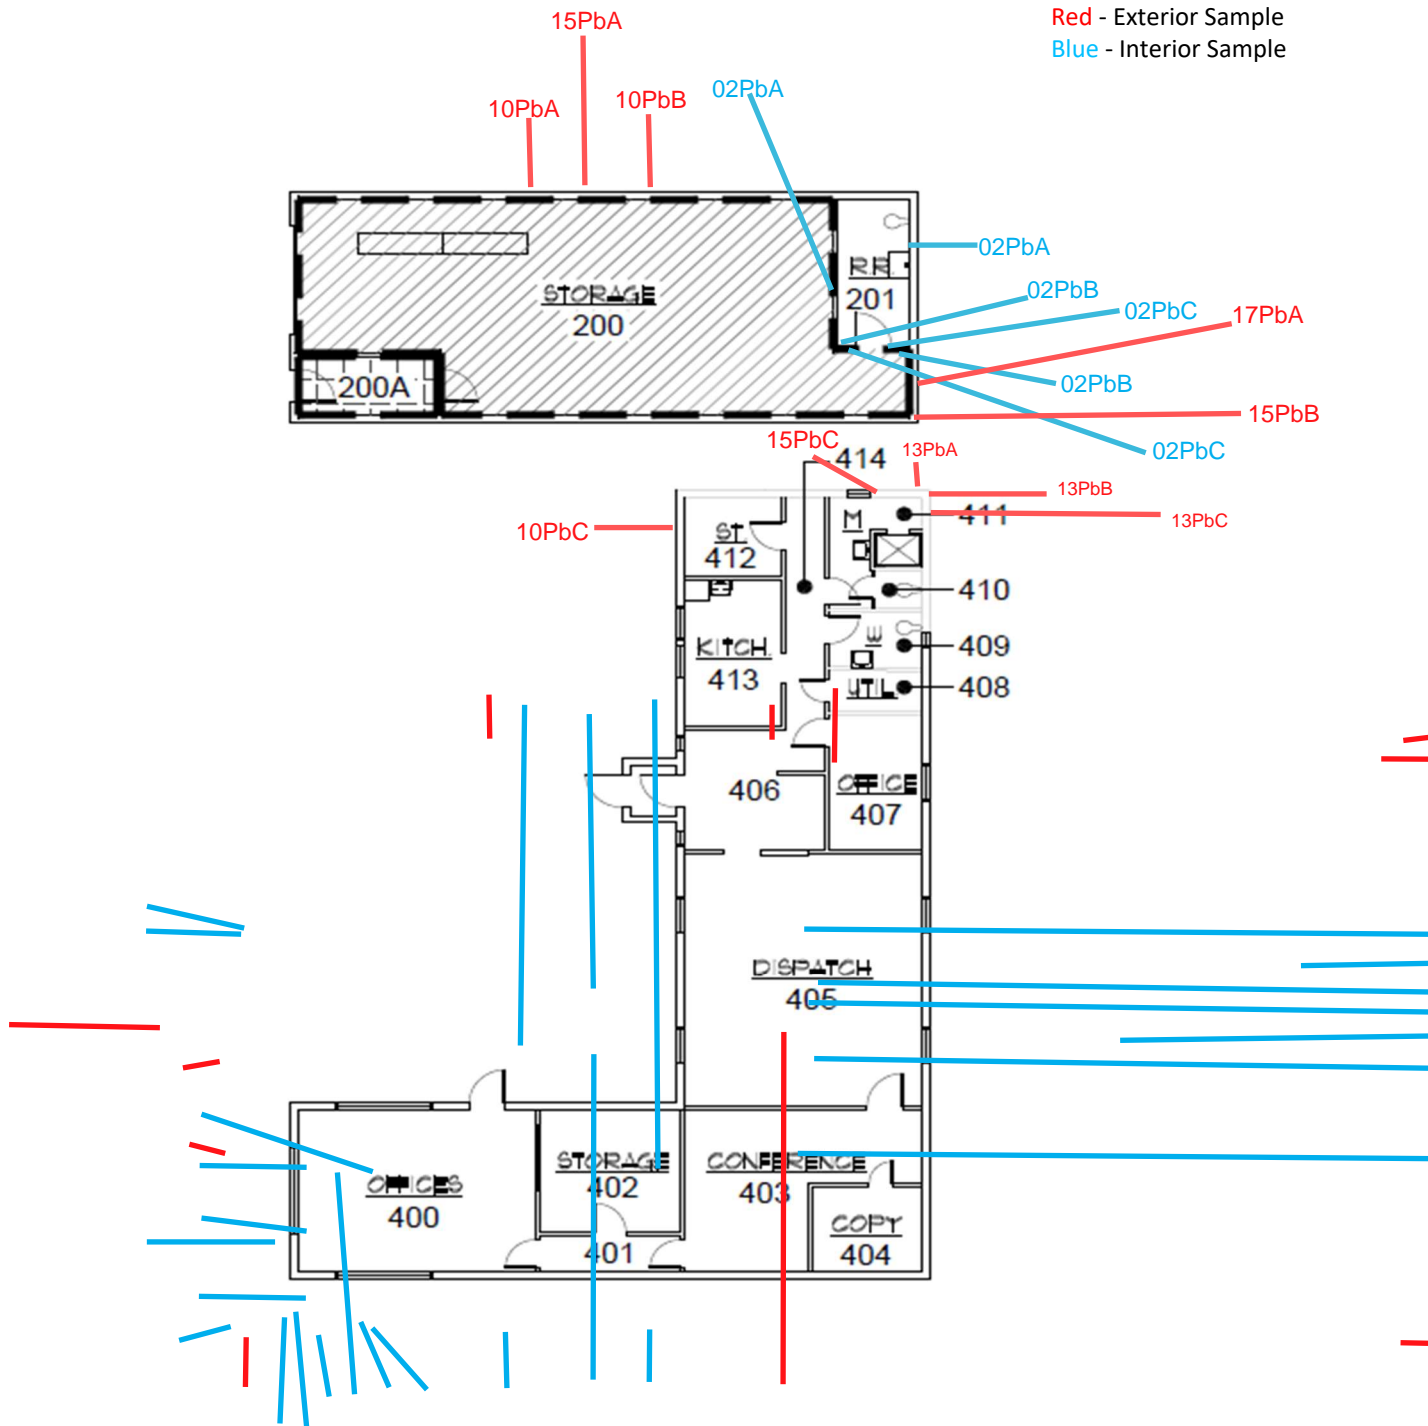 Red - Exterior Sample
Blue - Interior Sample
15PbA
10PbA
10PbB
02PbA
02PbA
R.R.
201
STORAGE
200
02PbB
02PbC
17PbA
200A
02PbB
15PbB
02PbC
15PbC
414
13PbA
13PbB
10PbC
ST.
412
M
411
13PbC
410
KITCH.
413
W
409
UTIL
408
406
OFFICE
407
DISPATCH
405
OFFICES
400
STORAGE
402
CONFERENCE
403
401
COPY
404